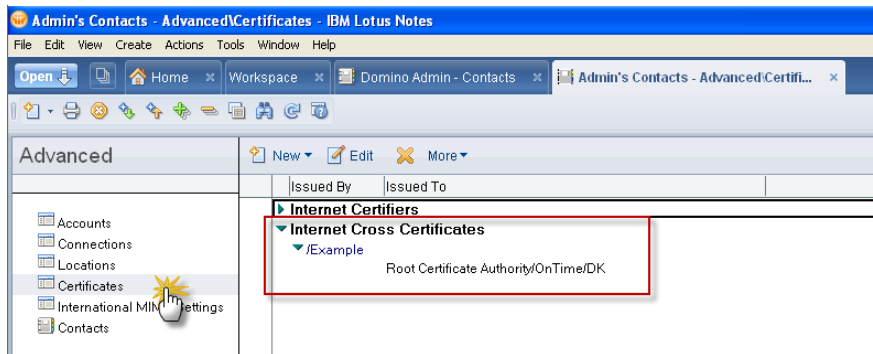 Admin's Contacts - Advanced\Certificates - IBM Lotus Notes
File Edit View Create Actions Tools Window Help
Open Home Workspace Domino Admin - Contacts Admin's Contacts - Advanced\Certifi...
Advanced
New Edit More
Issued By Issued To
Internet Certifiers
Internet Cross Certificates
/Example
Root Certificate Authority/OnTime/DK
Accounts
Connections
Locations
Certificates
International MIME Settings
Contacts